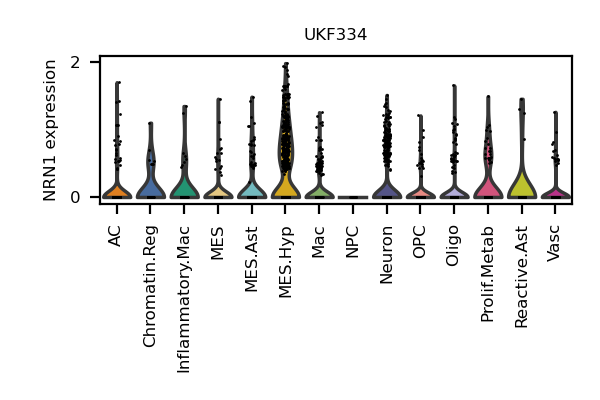 UKF334
NRN1 expression
2
0
AC
Chromatin.Reg
Inflammatory.Mac
MES
MES.Ast
MES.Hyp
Mac
NPC
Neuron
OPC
Oligo
Prolif.Metab
Reactive.Ast
Vasc